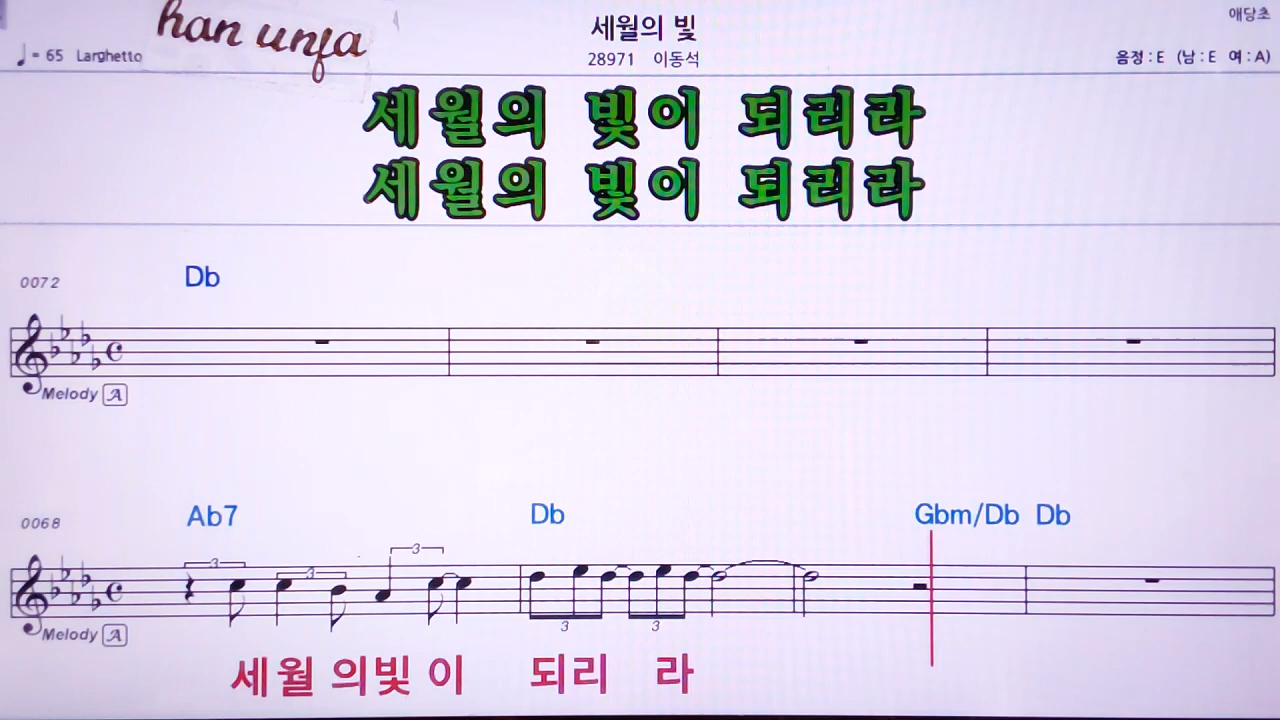 han unja
세월의 빛
애당초
♩= 65 Larghetto
28971 이동석
음정 : E (남 : E 여 : A)
세월의 빛이 되리라
세월의 빛이 되리라
0072
Db
Melody A
0068
Ab7 Db Gbm/Db Db
3 3 3
3 3
Melody A
세월 의빛 이 되리 라